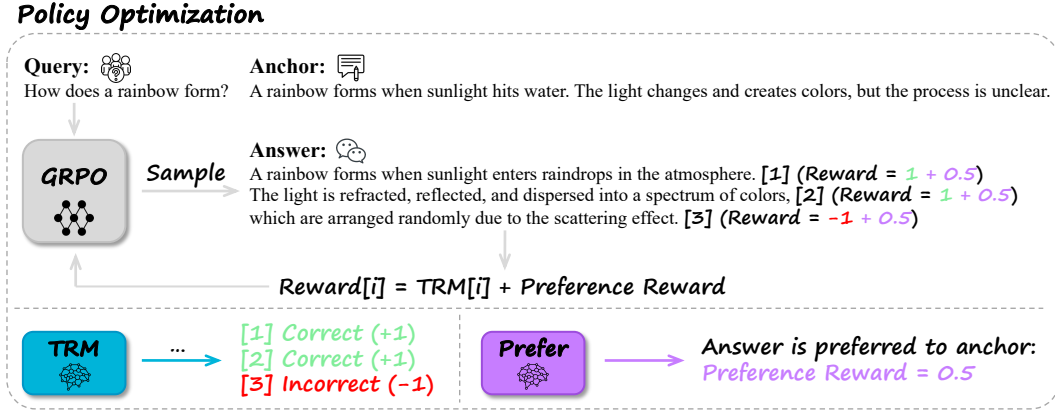 Policy Optimization
Query:
How does a rainbow form?
Anchor:
A rainbow forms when sunlight hits water. The light changes and creates colors, but the process is unclear.
GRPO
Sample
Answer:
A rainbow forms when sunlight enters raindrops in the atmosphere. [1] (Reward = 1 + 0.5)
The light is refracted, reflected, and dispersed into a spectrum of colors, [2] (Reward = 1 + 0.5)
which are arranged randomly due to the scattering effect. [3] (Reward = -1 + 0.5)
Reward[i] = TRM[i] + Preference Reward
TRM
...
[1] Correct (+1)
[2] Correct (+1)
[3] Incorrect (-1)
Prefer
Answer is preferred to anchor:
Preference Reward = 0.5